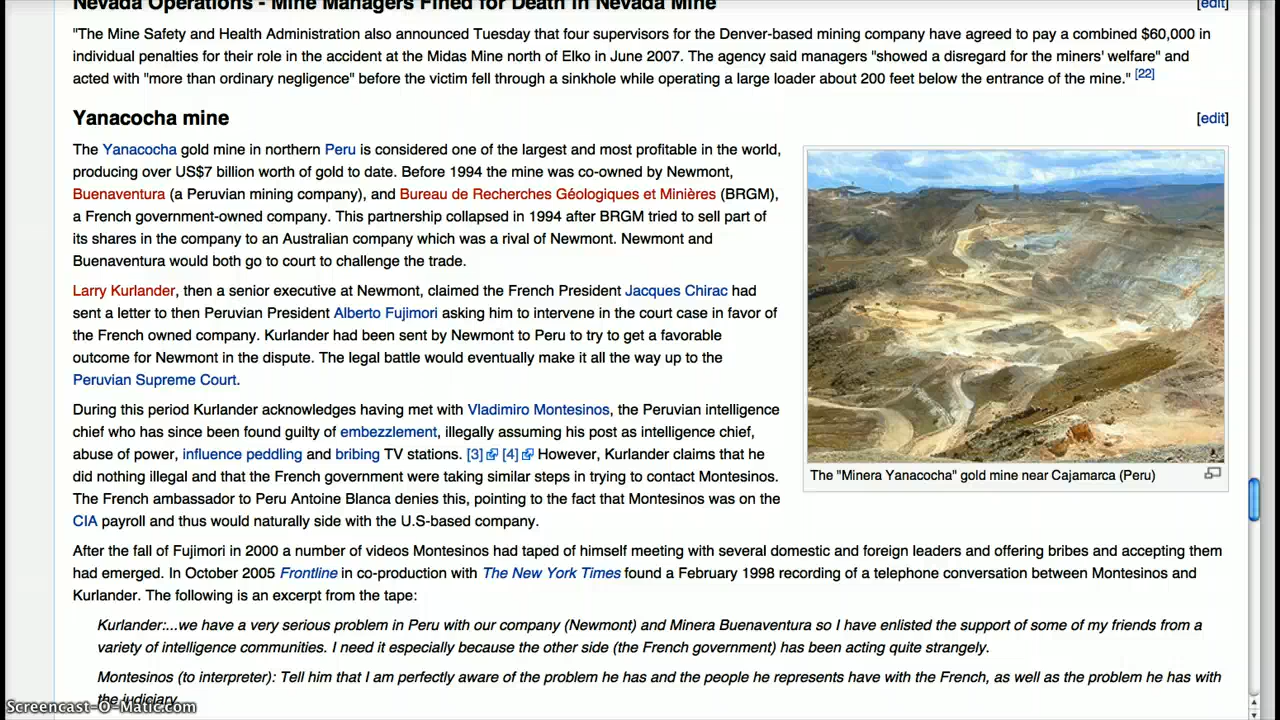 Nevada Operations - Mine Managers Fined for Death in Nevada Mine
[edit]
"The Mine Safety and Health Administration also announced Tuesday that four supervisors for the Denver-based mining company have agreed to pay a combined $60,000 in
individual penalties for their role in the accident at the Midas Mine north of Elko in June 2007. The agency said managers "showed a disregard for the miners' welfare" and
acted with "more than ordinary negligence" before the victim fell through a sinkhole while operating a large loader about 200 feet below the entrance of the mine." [22]
Yanacocha mine
[edit]
The Yanacocha gold mine in northern Peru is considered one of the largest and most profitable in the world,
producing over US$7 billion worth of gold to date. Before 1994 the mine was co-owned by Newmont,
Buenaventura (a Peruvian mining company), and Bureau de Recherches Géologiques et Minières (BRGM),
a French government-owned company. This partnership collapsed in 1994 after BRGM tried to sell part of
its shares in the company to an Australian company which was a rival of Newmont. Newmont and
Buenaventura would both go to court to challenge the trade.
Larry Kurlander, then a senior executive at Newmont, claimed the French President Jacques Chirac had
sent a letter to then Peruvian President Alberto Fujimori asking him to intervene in the court case in favor of
the French owned company. Kurlander had been sent by Newmont to Peru to try to get a favorable
outcome for Newmont in the dispute. The legal battle would eventually make it all the way up to the
Peruvian Supreme Court.
During this period Kurlander acknowledges having met with Vladimiro Montesinos, the Peruvian intelligence
chief who has since been found guilty of embezzlement, illegally assuming his post as intelligence chief,
abuse of power, influence peddling and bribing TV stations. [3] [4] However, Kurlander claims that he
did nothing illegal and that the French government were taking similar steps in trying to contact Montesinos.
The French ambassador to Peru Antoine Blanca denies this, pointing to the fact that Montesinos was on the
CIA payroll and thus would naturally side with the U.S-based company.
The "Minera Yanacocha" gold mine near Cajamarca (Peru)
After the fall of Fujimori in 2000 a number of videos Montesinos had taped of himself meeting with several domestic and foreign leaders and offering bribes and accepting them
had emerged. In October 2005 Frontline in co-production with The New York Times found a February 1998 recording of a telephone conversation between Montesinos and
Kurlander. The following is an excerpt from the tape:
Kurlander:...we have a very serious problem in Peru with our company (Newmont) and Minera Buenaventura so I have enlisted the support of some of my friends from a
variety of intelligence communities. I need it especially because the other side (the French government) has been acting quite strangely.
Montesinos (to interpreter): Tell him that I am perfectly aware of the problem he has and the people he represents have with the French, as well as the problem he has with
the judiciary
Screencast-O-Matic.com